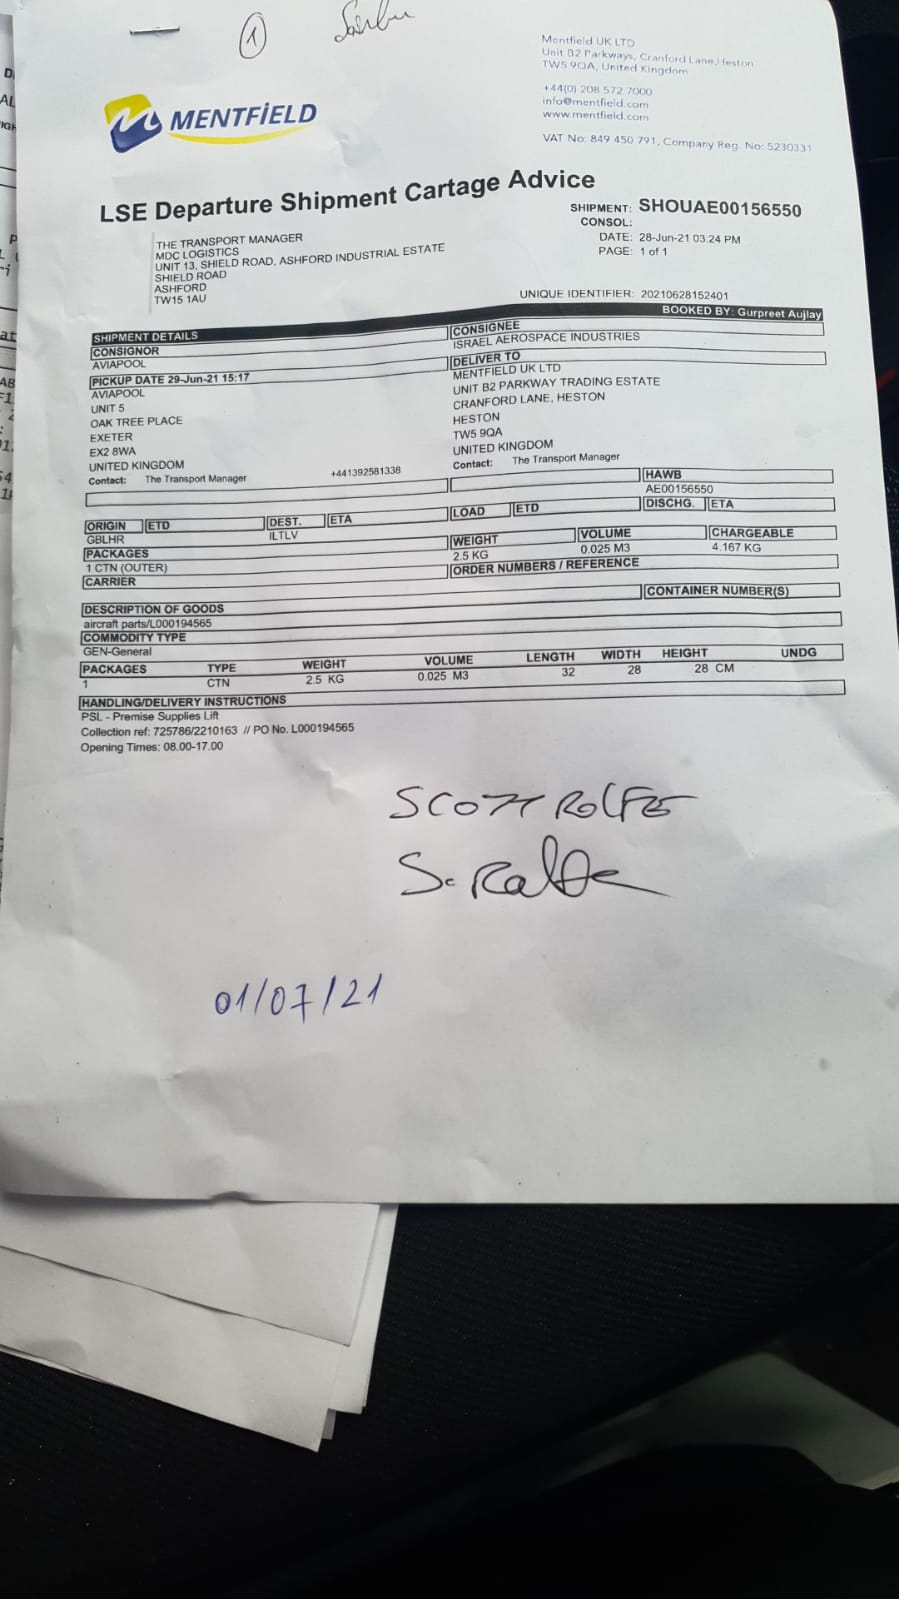 1
Mentfield UK LTD
Unit B2 Parkways, Cranford Lane, Heston
TW5 9QA, United Kingdom
+44(0) 208 572 7000
info@mentfield.com
www.mentfield.com
VAT No: 849 450 791, Company Reg. No: 5230331
MENTFİELD
LSE Departure Shipment Cartage Advice
SHIPMENT: SHOUAE00156550
CONSOL:
DATE: 28-Jun-21 03:24 PM
PAGE: 1 of 1
THE TRANSPORT MANAGER
MDC LOGISTICS
UNIT 13, SHIELD ROAD, ASHFORD INDUSTRIAL ESTATE
SHIELD ROAD
ASHFORD
TW15 1AU
UNIQUE IDENTIFIER: 20210628152401
BOOKED BY: Gurpreet Aujlay
SHIPMENT DETAILS
CONSIGNOR
AVIAPOOL
PICKUP DATE 29-Jun-21 15:17
AVIAPOOL
UNIT 5
OAK TREE PLACE
EXETER
EX2 8WA
UNITED KINGDOM
Contact: The Transport Manager +441392581338
CONSIGNEE
ISRAEL AEROSPACE INDUSTRIES
DELIVER TO
MENTFIELD UK LTD
UNIT B2 PARKWAY TRADING ESTATE
CRANFORD LANE, HESTON
HESTON
TW5 9QA
UNITED KINGDOM
Contact: The Transport Manager
HAWB
AE00156550
ORIGIN ETD DEST. ETA LOAD ETD DISCHG. ETA
GBLHR ILTLV
PACKAGES WEIGHT VOLUME CHARGEABLE
1 CTN (OUTER) 2.5 KG 0.025 M3 4.167 KG
CARRIER ORDER NUMBERS / REFERENCE
DESCRIPTION OF GOODS CONTAINER NUMBER(S)
aircraft parts/L000194565
COMMODITY TYPE
GEN-General
PACKAGES TYPE WEIGHT VOLUME LENGTH WIDTH HEIGHT UNDG
1 CTN 2.5 KG 0.025 M3 32 28 28 CM
HANDLING/DELIVERY INSTRUCTIONS
PSL - Premise Supplies Lift
Collection ref: 725786/2210163 // PO No. L000194565
Opening Times: 08.00-17.00
SCOTT ROLFE
01/07/21